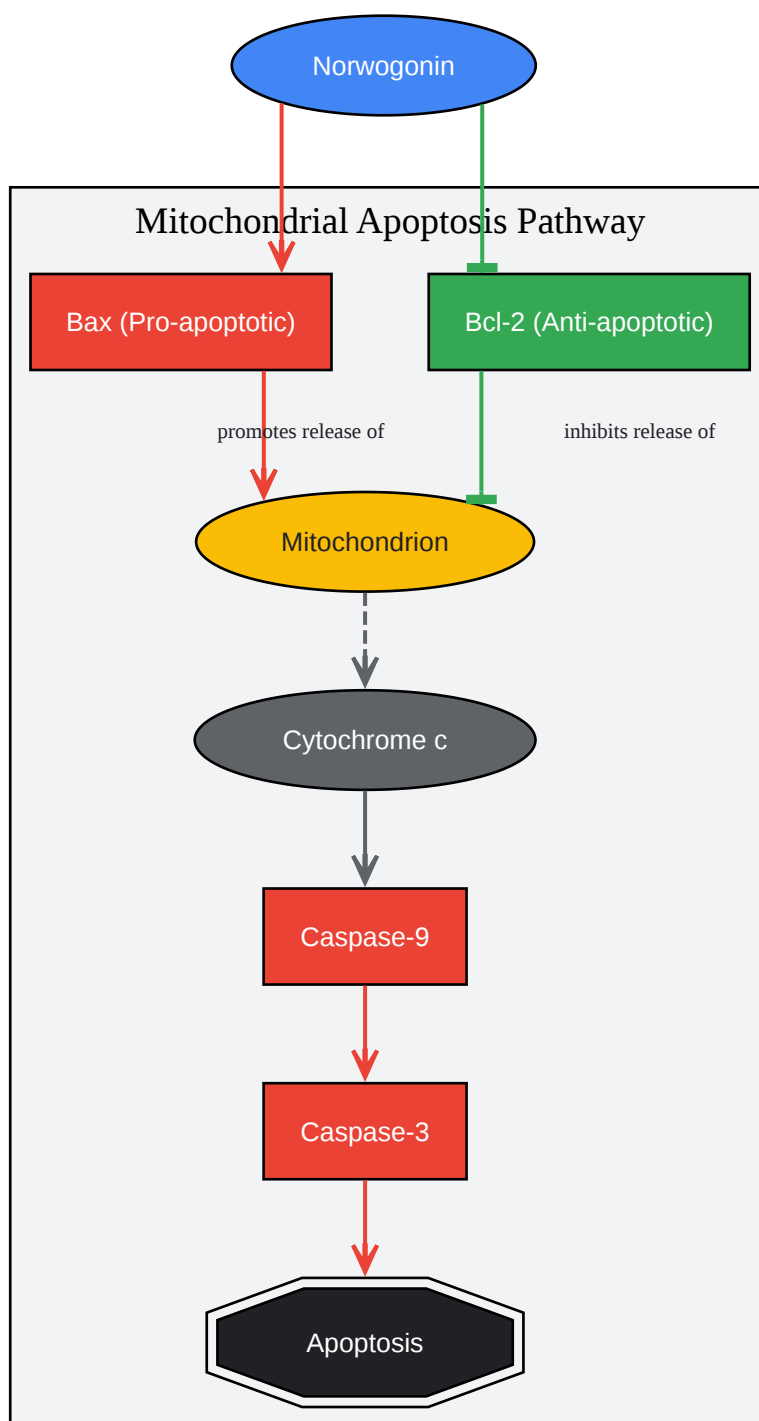 Norwogonin
Mitochondrial Apoptosis Pathway
Bax (Pro-apoptotic)
Bcl-2 (Anti-apoptotic)
promotes release of
inhibits release of
Mitochondrion
Cytochrome c
Caspase-9
Caspase-3
Apoptosis